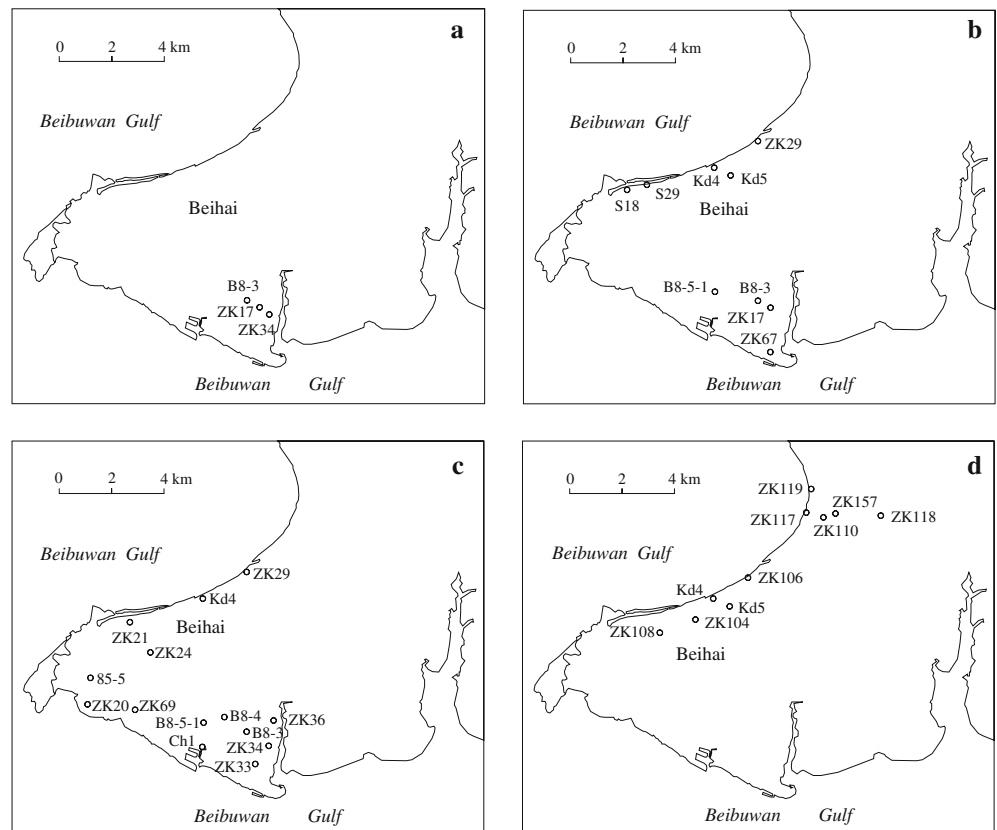 a
0 2 4 km
Beibuwan Gulf
Beihai
B8-3
ZK17
ZK34
Beibuwan Gulf
b
0 2 4 km
Beibuwan Gulf
ZK29
Kd4 Kd5
S29
S18
Beihai
B8-5-1 B8-3
ZK17
ZK67
Beibuwan Gulf
c
0 2 4 km
Beibuwan Gulf
ZK29
Kd4
Beihai
ZK21
ZK24
85-5
ZK20 ZK69
B8-5-1 B8-4 ZK36
B8-3
Ch1
ZK34
ZK33
Beibuwan Gulf
d
0 2 4 km
ZK119
ZK157
ZK117
ZK118
ZK110
Beibuwan Gulf
ZK106
Kd4
Kd5
ZK104
ZK108
Beihai
Beibuwan Gulf